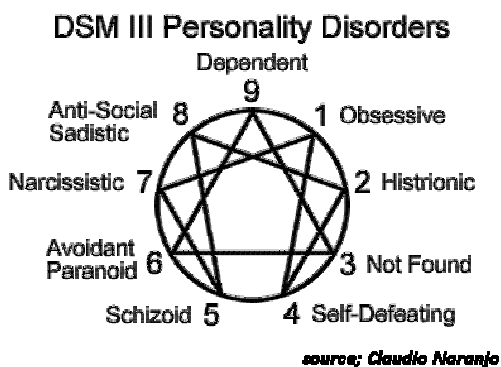 DSM III Personality Disorders
Dependent
9
Anti-Social
Sadistic 8
1 Obsessive
Narcissistic 7
2 Histrionic
Avoidant
Paranoid 6
3 Not Found
Schizoid 5
4 Self-Defeating
source; Claudio Naranjo